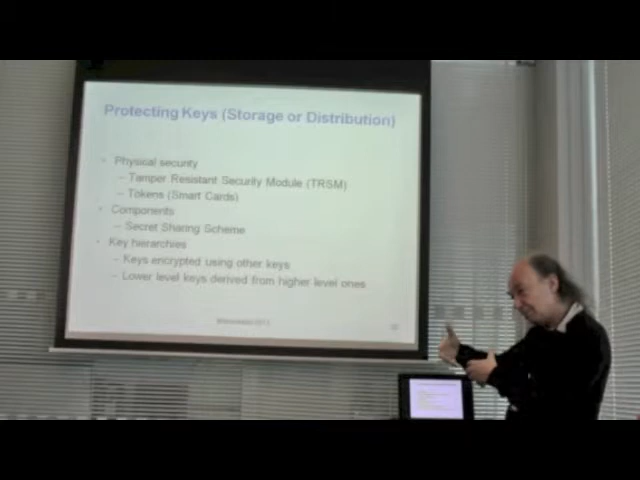 Protecting Keys (Storage or Distribution)
• Physical security
– Tamper Resistant Security Module (TRSM)
– Tokens (Smart Cards)
• Components
– Secret Sharing Scheme
• Key hierarchies
– Keys encrypted using other keys
– Lower level keys derived from higher level ones